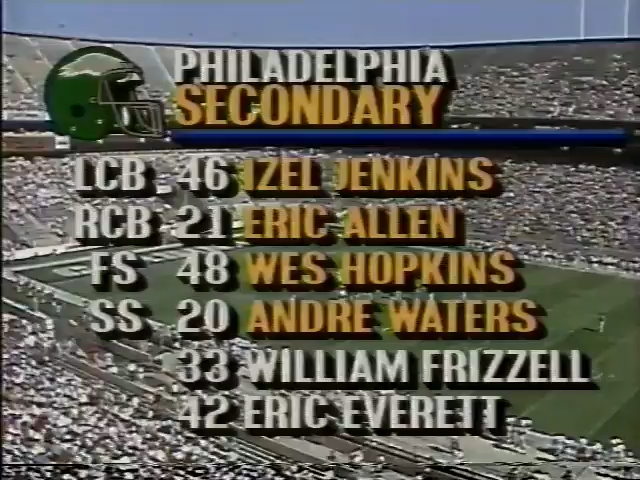 PHILADELPHIA
SECONDARY
LCB 46 IZEL JENKINS
RCB 21 ERIC ALLEN
FS 48 WES HOPKINS
SS 20 ANDRE WATERS
33 WILLIAM FRIZZELL
42 ERIC EVERETT